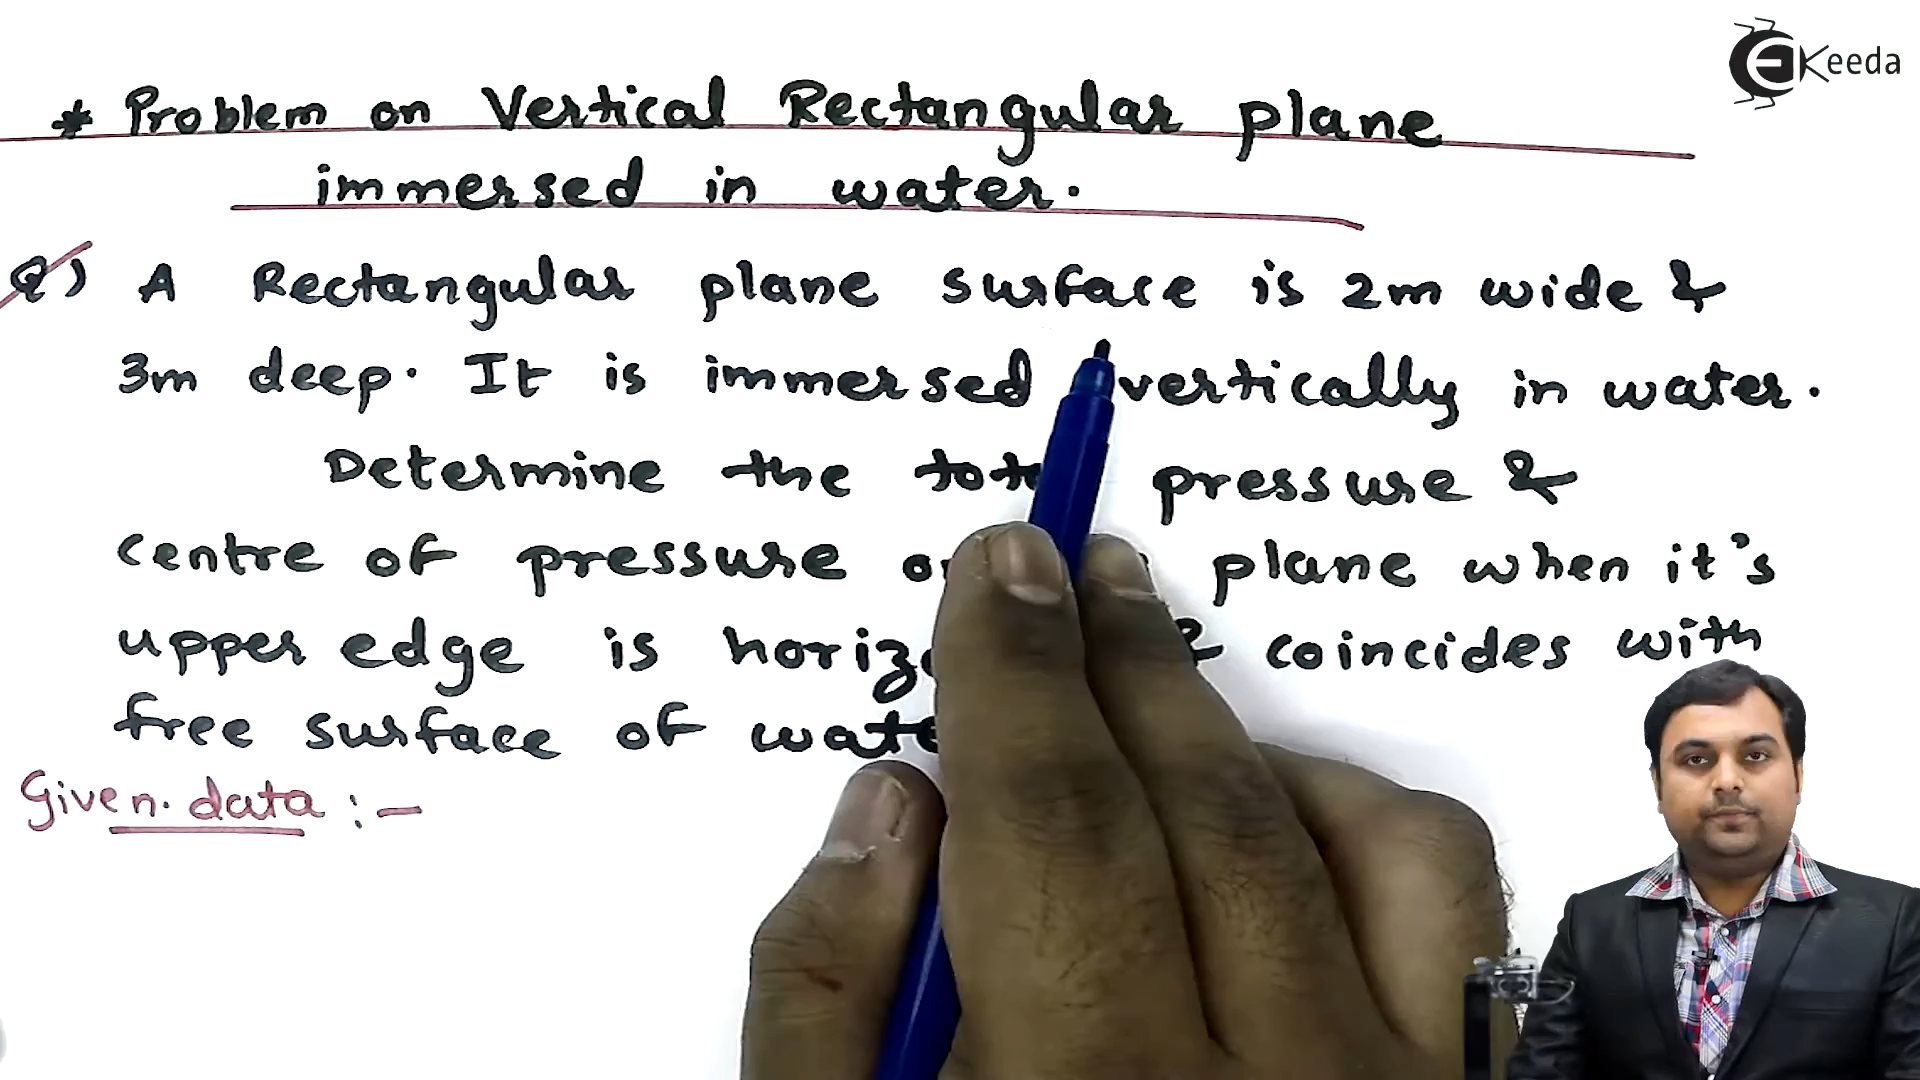 EKeeda
* Problem on Vertical Rectangular plane
immersed in water.
Q) A Rectangular plane surface is 2m wide &
3m deep. It is immersed vertically in water.
Determine the pressure &
centre of pressure plane when it's
upper edge is coincides with
free surface of
Given data :-